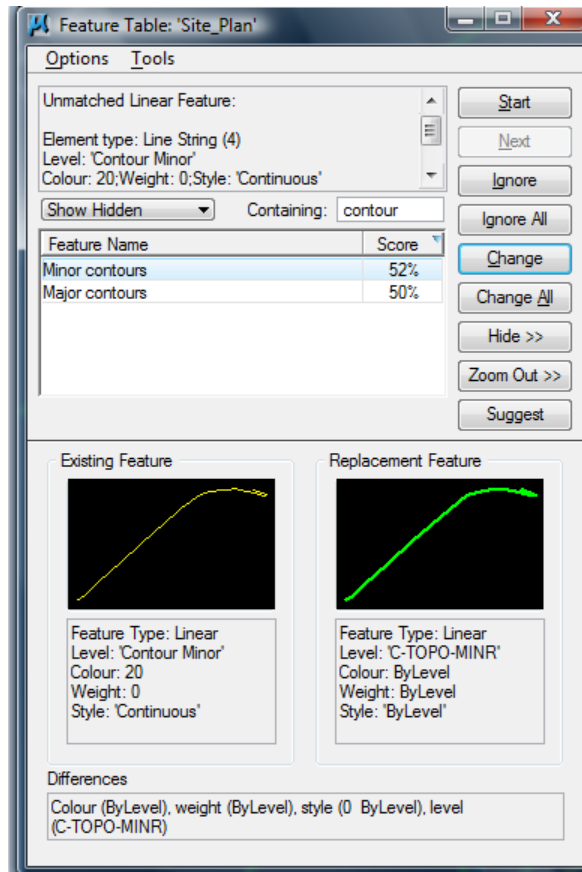 Feature Table: 'Site_Plan'
Options Tools
Unmatched Linear Feature:
Element type: Line String (4)
Level: 'Contour Minor'
Colour: 20;Weight: 0;Style: 'Continuous'
Show Hidden Containing: contour
Feature Name Score
Minor contours 52%
Major contours 50%
Start
Next
Ignore
Ignore All
Change
Change All
Hide >>
Zoom Out >>
Suggest
Existing Feature
Feature Type: Linear
Level: 'Contour Minor'
Colour: 20
Weight: 0
Style: 'Continuous'
Replacement Feature
Feature Type: Linear
Level: 'C-TOPO-MINR'
Colour: ByLevel
Weight: ByLevel
Style: 'ByLevel'
Differences
Colour (ByLevel), weight (ByLevel), style (0 ByLevel), level
(C-TOPO-MINR)